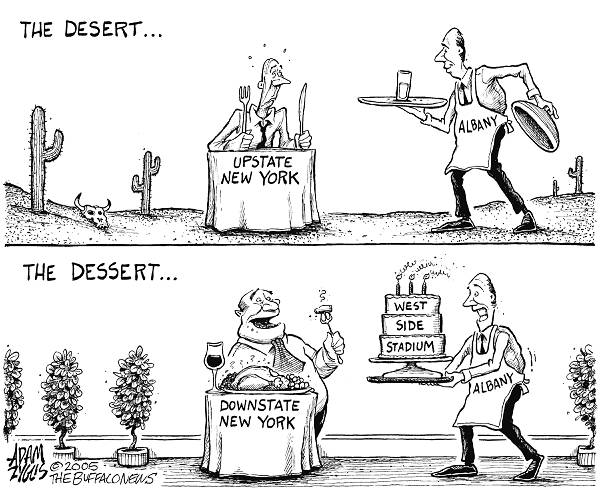 THE DESERT...
ALBANY
UPSTATE
NEW YORK
THE DESSERT...
WEST
SIDE
STADIUM
ALBANY
DOWNSTATE
NEW YORK
ADAM
ZYGLIS
©2005
THE BUFFALO NEWS